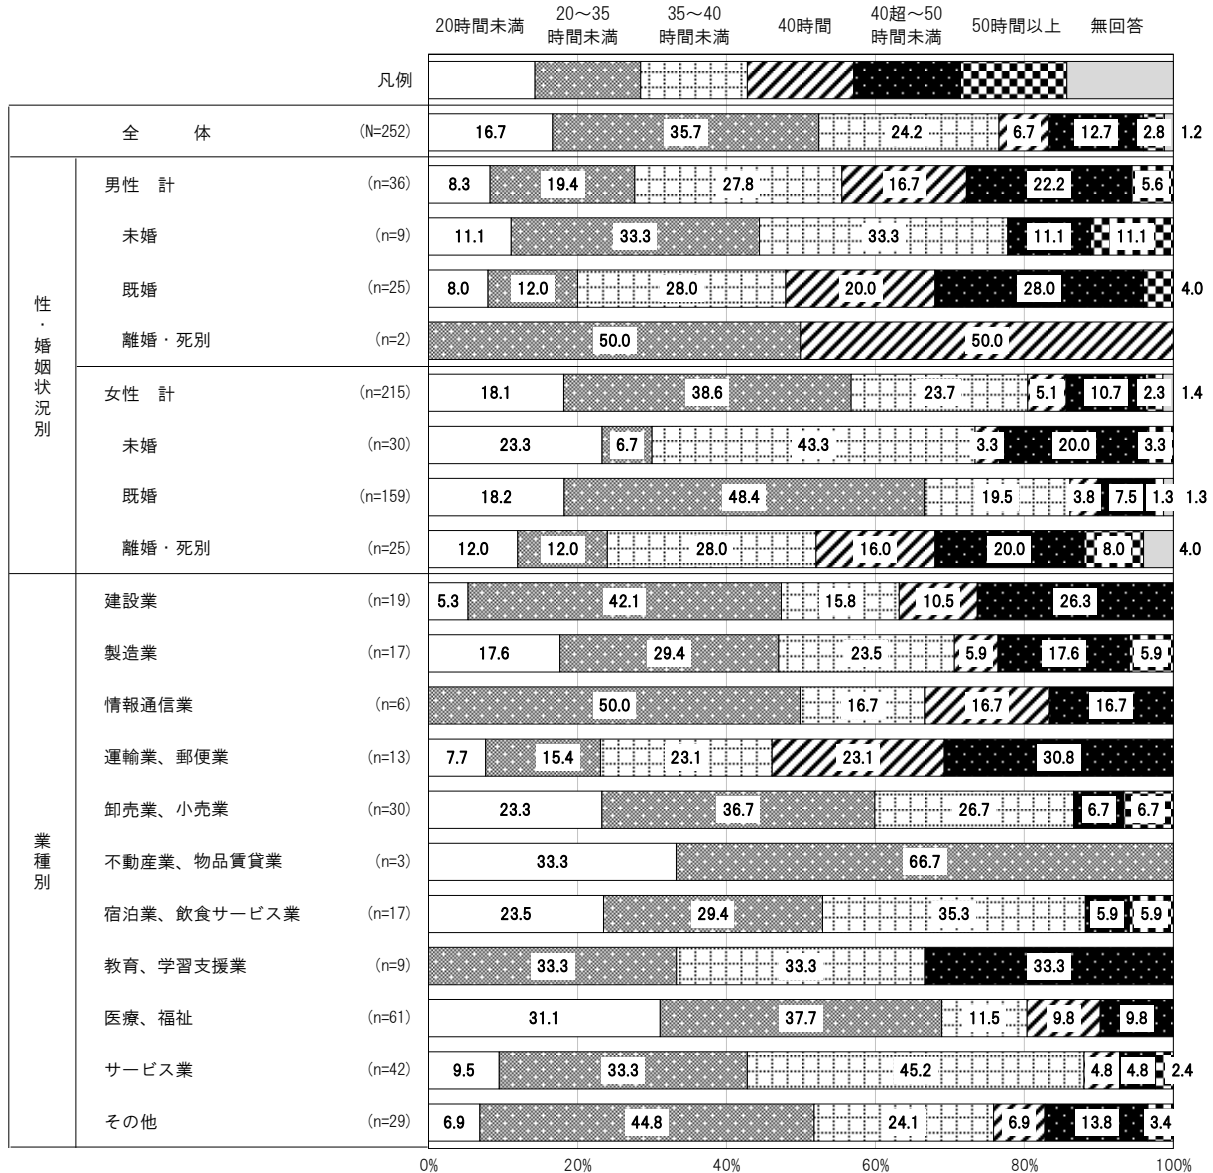 20時間未満 20～35時間未満 35～40時間未満 40時間 40超～50時間未満 50時間以上 無回答
凡例
全 体 (N=252) 16.7 35.7 24.2 6.7 12.7 2.8 1.2
性・婚姻状況別
男性 計 (n=36) 8.3 19.4 27.8 16.7 22.2 5.6
未婚 (n=9) 11.1 33.3 33.3 11.1 11.1
既婚 (n=25) 8.0 12.0 28.0 20.0 28.0 4.0
離婚・死別 (n=2) 50.0 50.0
女性 計 (n=215) 18.1 38.6 23.7 5.1 10.7 2.3 1.4
未婚 (n=30) 23.3 6.7 43.3 3.3 20.0 3.3
既婚 (n=159) 18.2 48.4 19.5 3.8 7.5 1.3 1.3
離婚・死別 (n=25) 12.0 12.0 28.0 16.0 20.0 8.0 4.0
業種別
建設業 (n=19) 5.3 42.1 15.8 10.5 26.3
製造業 (n=17) 17.6 29.4 23.5 5.9 17.6 5.9
情報通信業 (n=6) 50.0 16.7 16.7 16.7
運輸業、郵便業 (n=13) 7.7 15.4 23.1 23.1 30.8
卸売業、小売業 (n=30) 23.3 36.7 26.7 6.7 6.7
不動産業、物品賃貸業 (n=3) 33.3 66.7
宿泊業、飲食サービス業 (n=17) 23.5 29.4 35.3 5.9 5.9
教育、学習支援業 (n=9) 33.3 33.3 33.3
医療、福祉 (n=61) 31.1 37.7 11.5 9.8 9.8
サービス業 (n=42) 9.5 33.3 45.2 4.8 4.8 2.4
その他 (n=29) 6.9 44.8 24.1 6.9 13.8 3.4
0% 20% 40% 60% 80% 100%